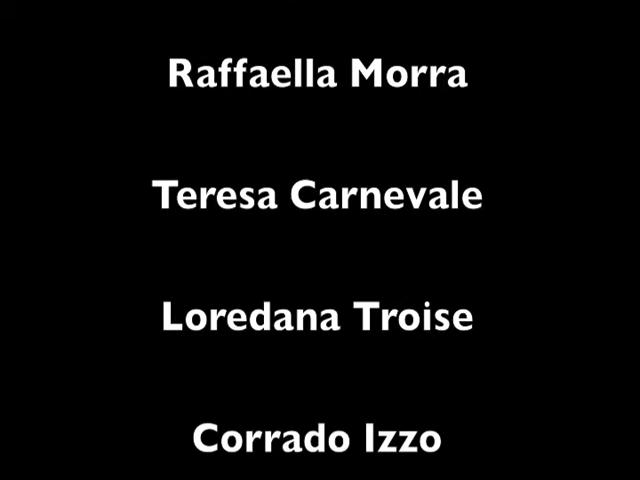 Raffaella Morra
Teresa Carnevale
Loredana Troise
Corrado Izzo